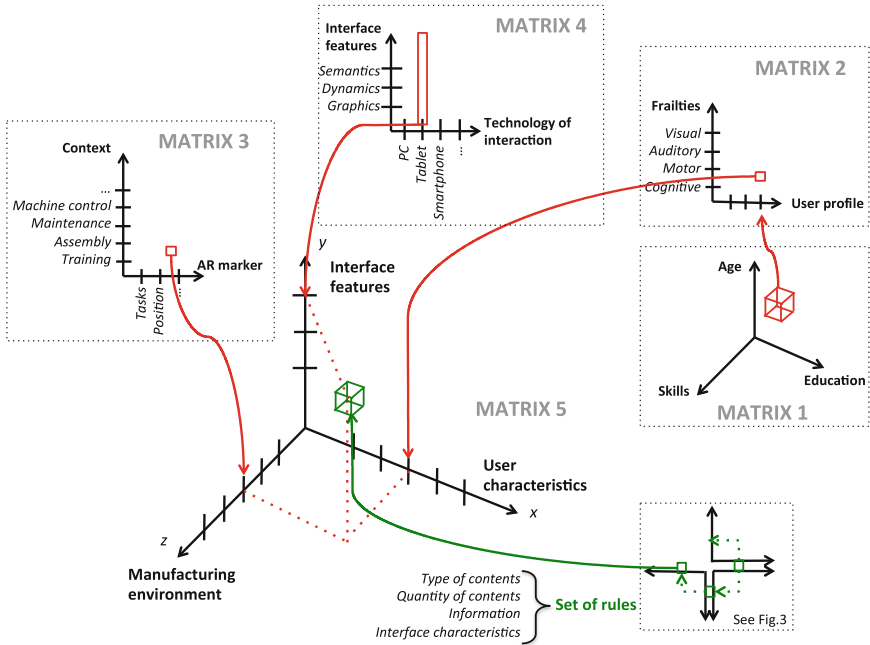 MATRIX 4
Interface
features
Semantics
Dynamics
Graphics
Technology of
interaction
PC
Tablet
Smartphone
...
MATRIX 2
Frailties
Visual
Auditory
Motor
Cognitive
User profile
MATRIX 3
Context
...
Machine control
Maintenance
Assembly
Training
AR marker
Tasks
Position
...
Age
Skills
Education
MATRIX 1
y
Interface
features
MATRIX 5
User
characteristics
x
z
Manufacturing
environment
Type of contents
Quantity of contents
Information
Interface characteristics
Set of rules
See Fig.3